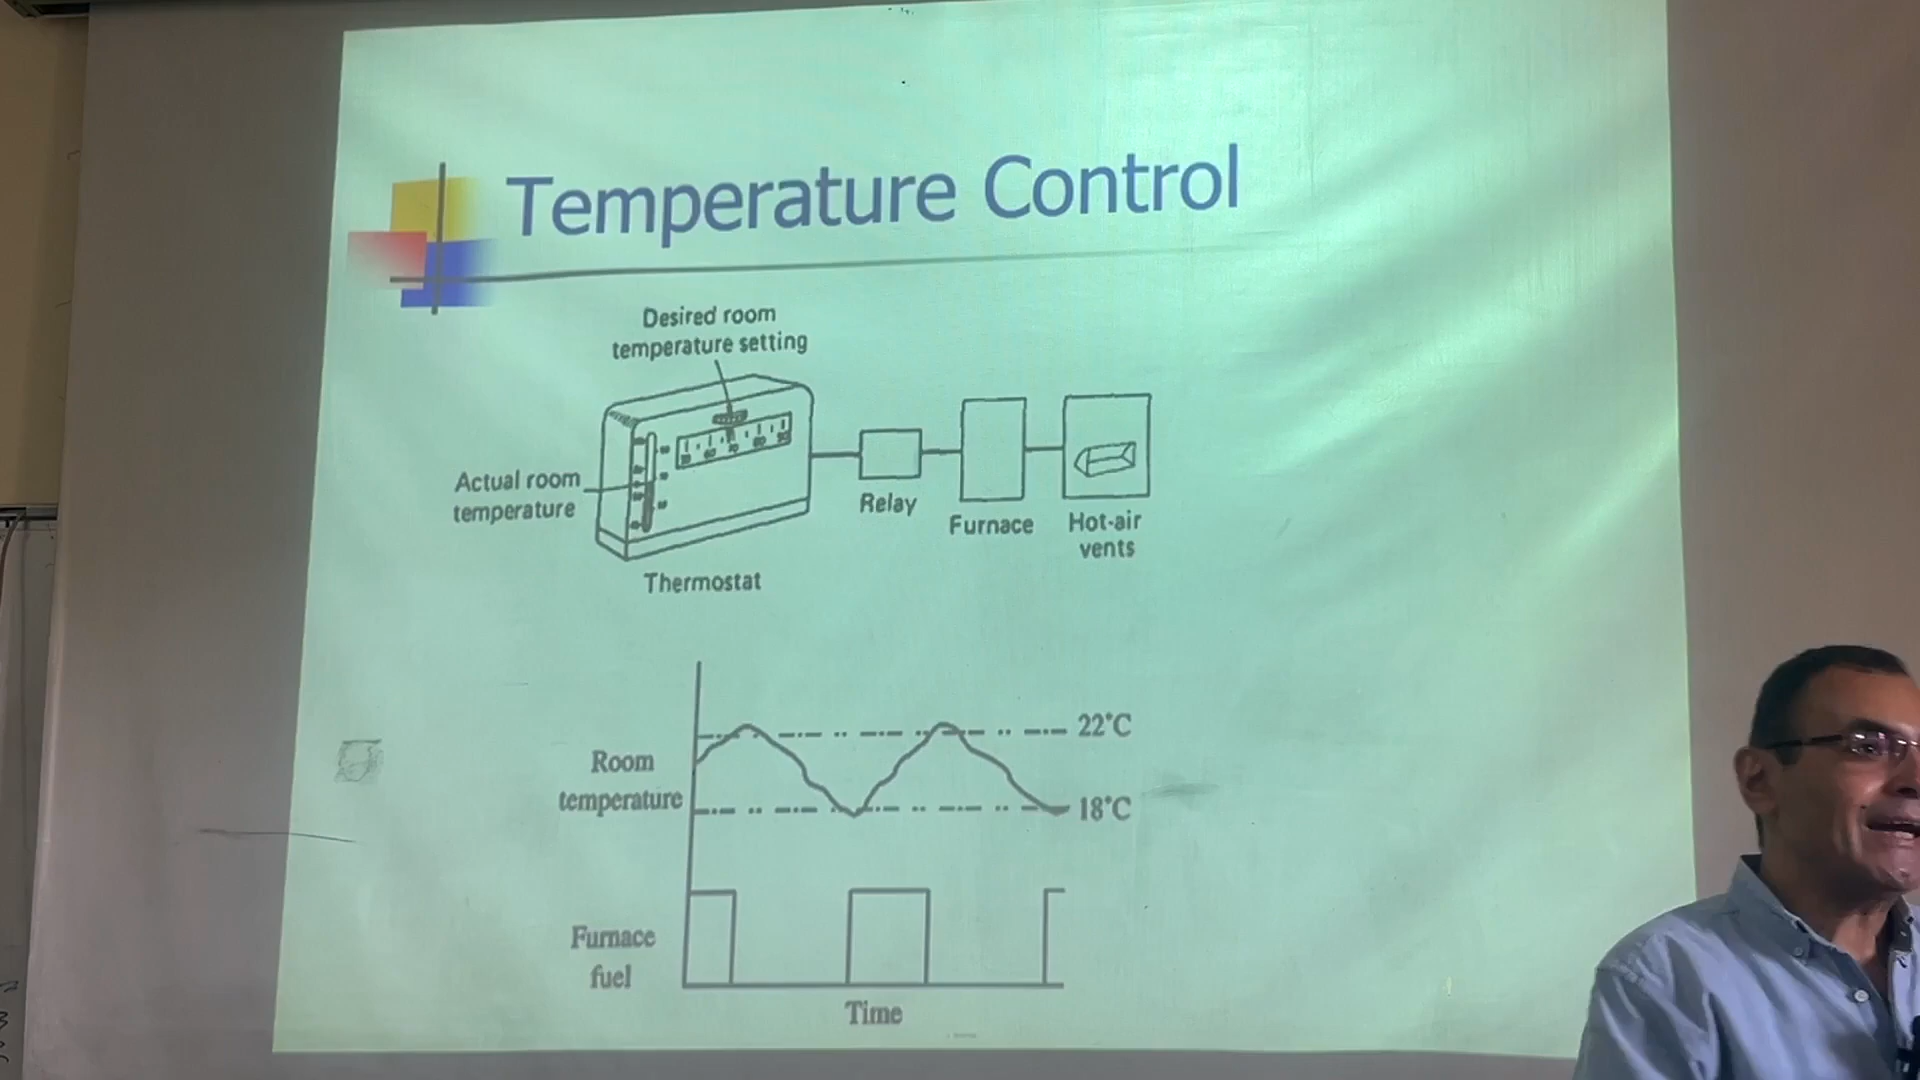 Temperature Control
Desired room
temperature setting
Actual room
temperature
Relay
Furnace
Hot-air
vents
Thermostat
22°C
Room
temperature
18°C
Furnace
fuel
Time